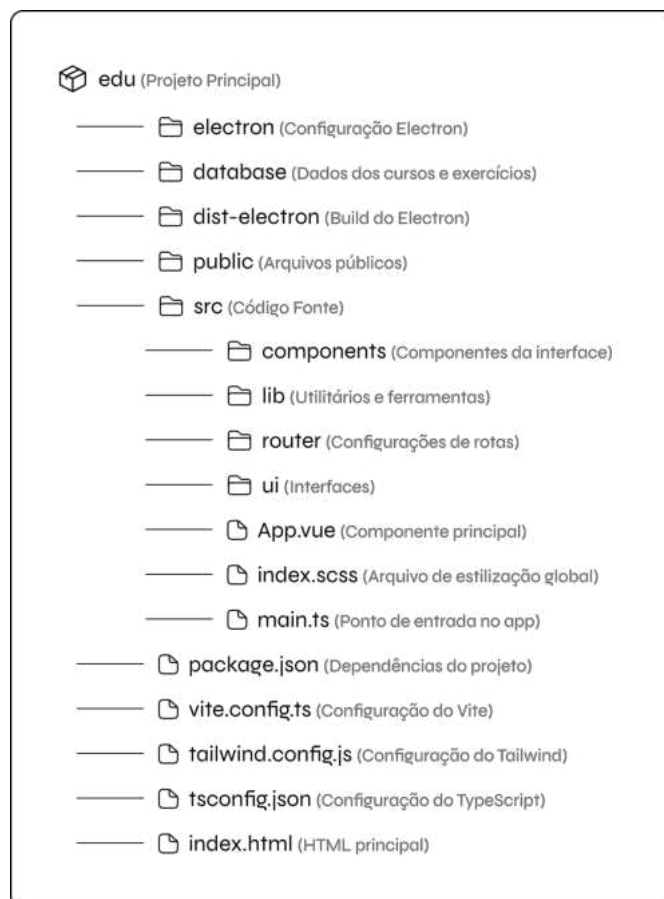 edu (Projeto Principal)
electron (Configuração Electron)
database (Dados dos cursos e exercícios)
dist-electron (Build do Electron)
public (Arquivos públicos)
src (Código Fonte)
components (Componentes da interface)
lib (Utilitários e ferramentas)
router (Configurações de rotas)
ui (Interfaces)
App.vue (Componente principal)
index.scss (Arquivo de estilização global)
main.ts (Ponto de entrada no app)
package.json (Dependências do projeto)
vite.config.ts (Configuração do Vite)
tailwind.config.js (Configuração do Tailwind)
tsconfig.json (Configuração do TypeScript)
index.html (HTML principal)